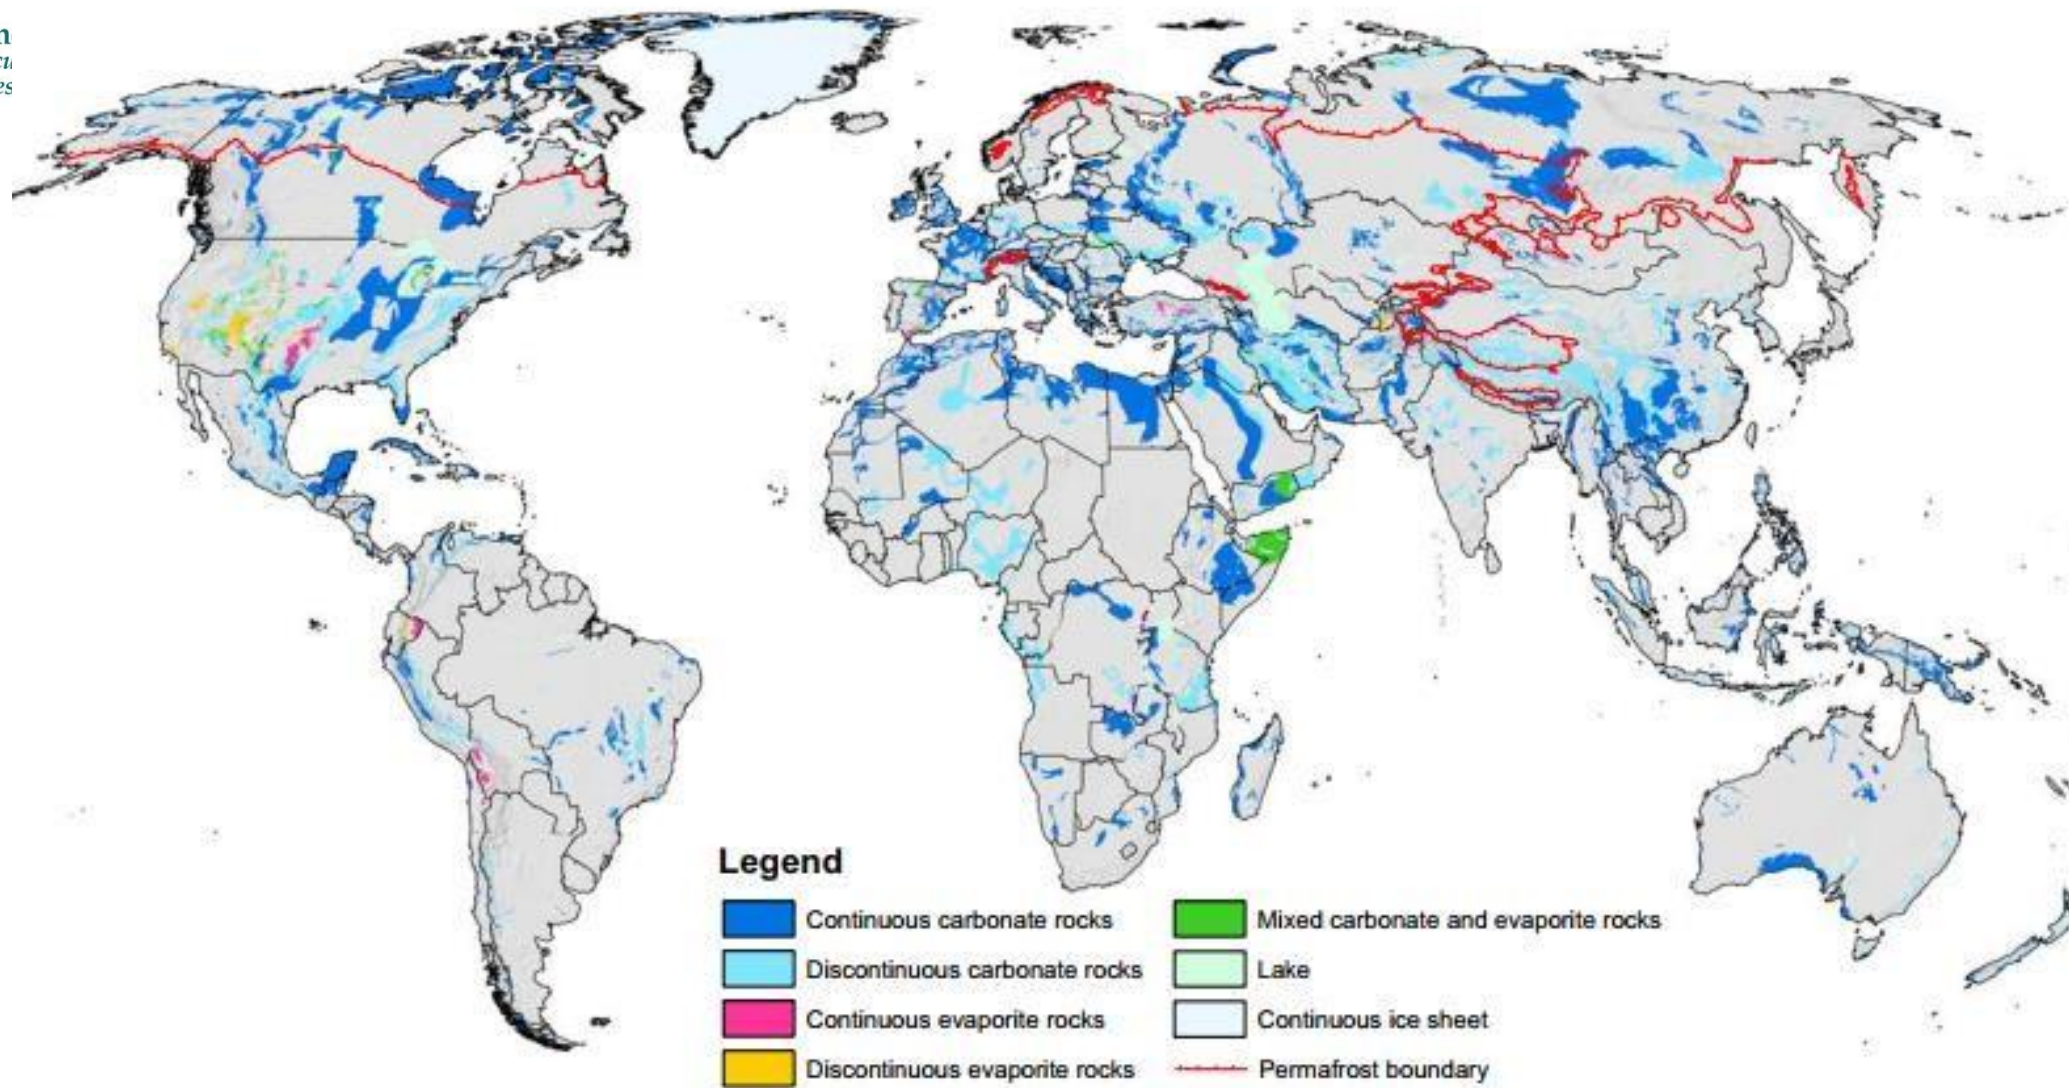 Legend
Continuous carbonate rocks
Discontinuous carbonate rocks
Continuous evaporite rocks
Discontinuous evaporite rocks
Mixed carbonate and evaporite rocks
Lake
Continuous ice sheet
Permafrost boundary